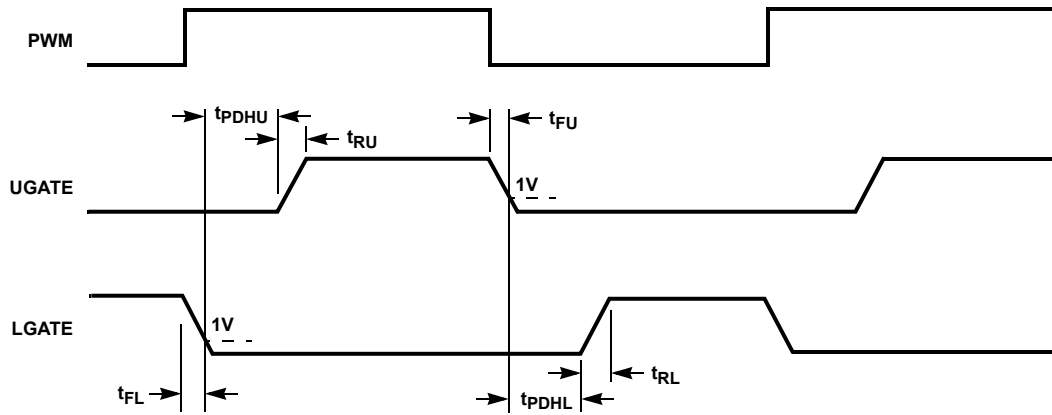 PWM
tPDHU
tRU
tFU
UGATE
1V
LGATE
1V
tFL
tRL
tPDHL